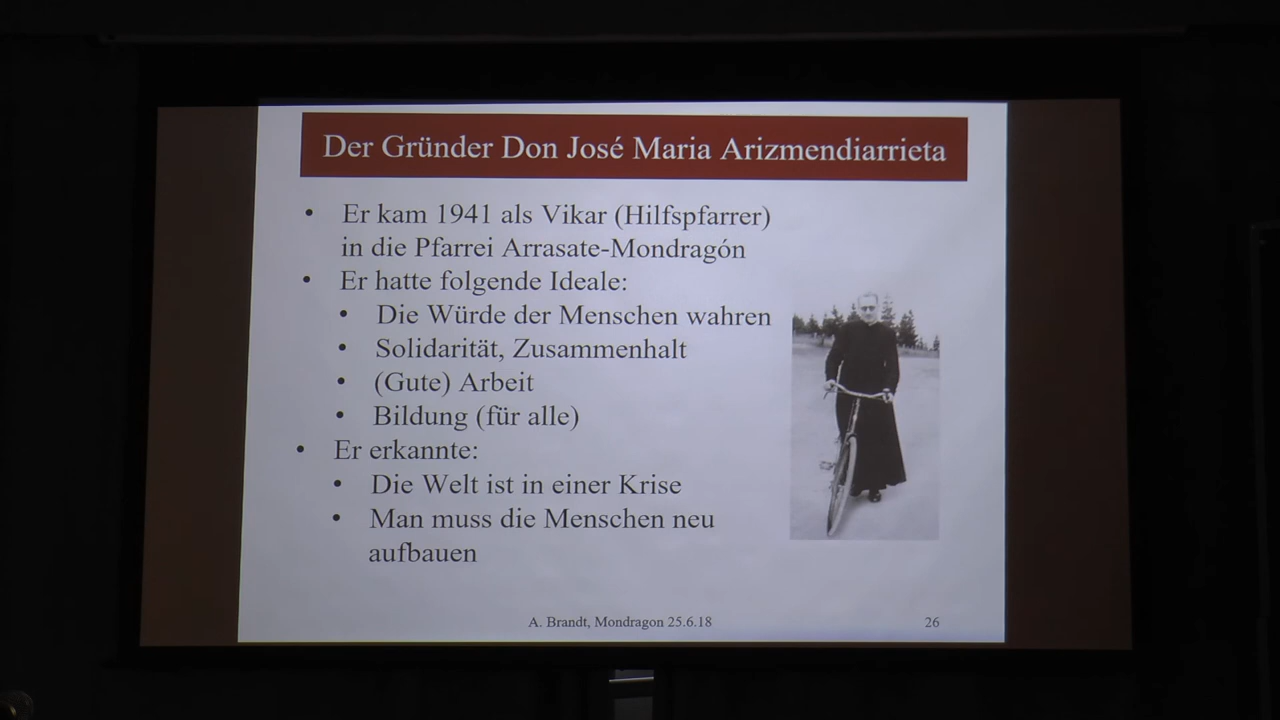 Der Gründer Don José Maria Arizmendiarrieta
• Er kam 1941 als Vikar (Hilfspfarrer)
in die Pfarrei Arrasate-Mondragón
• Er hatte folgende Ideale:
• Die Würde der Menschen wahren
• Solidarität, Zusammenhalt
• (Gute) Arbeit
• Bildung (für alle)
• Er erkannte:
• Die Welt ist in einer Krise
• Man muss die Menschen neu
aufbauen
A. Brandt, Mondragon 25.6.18
26